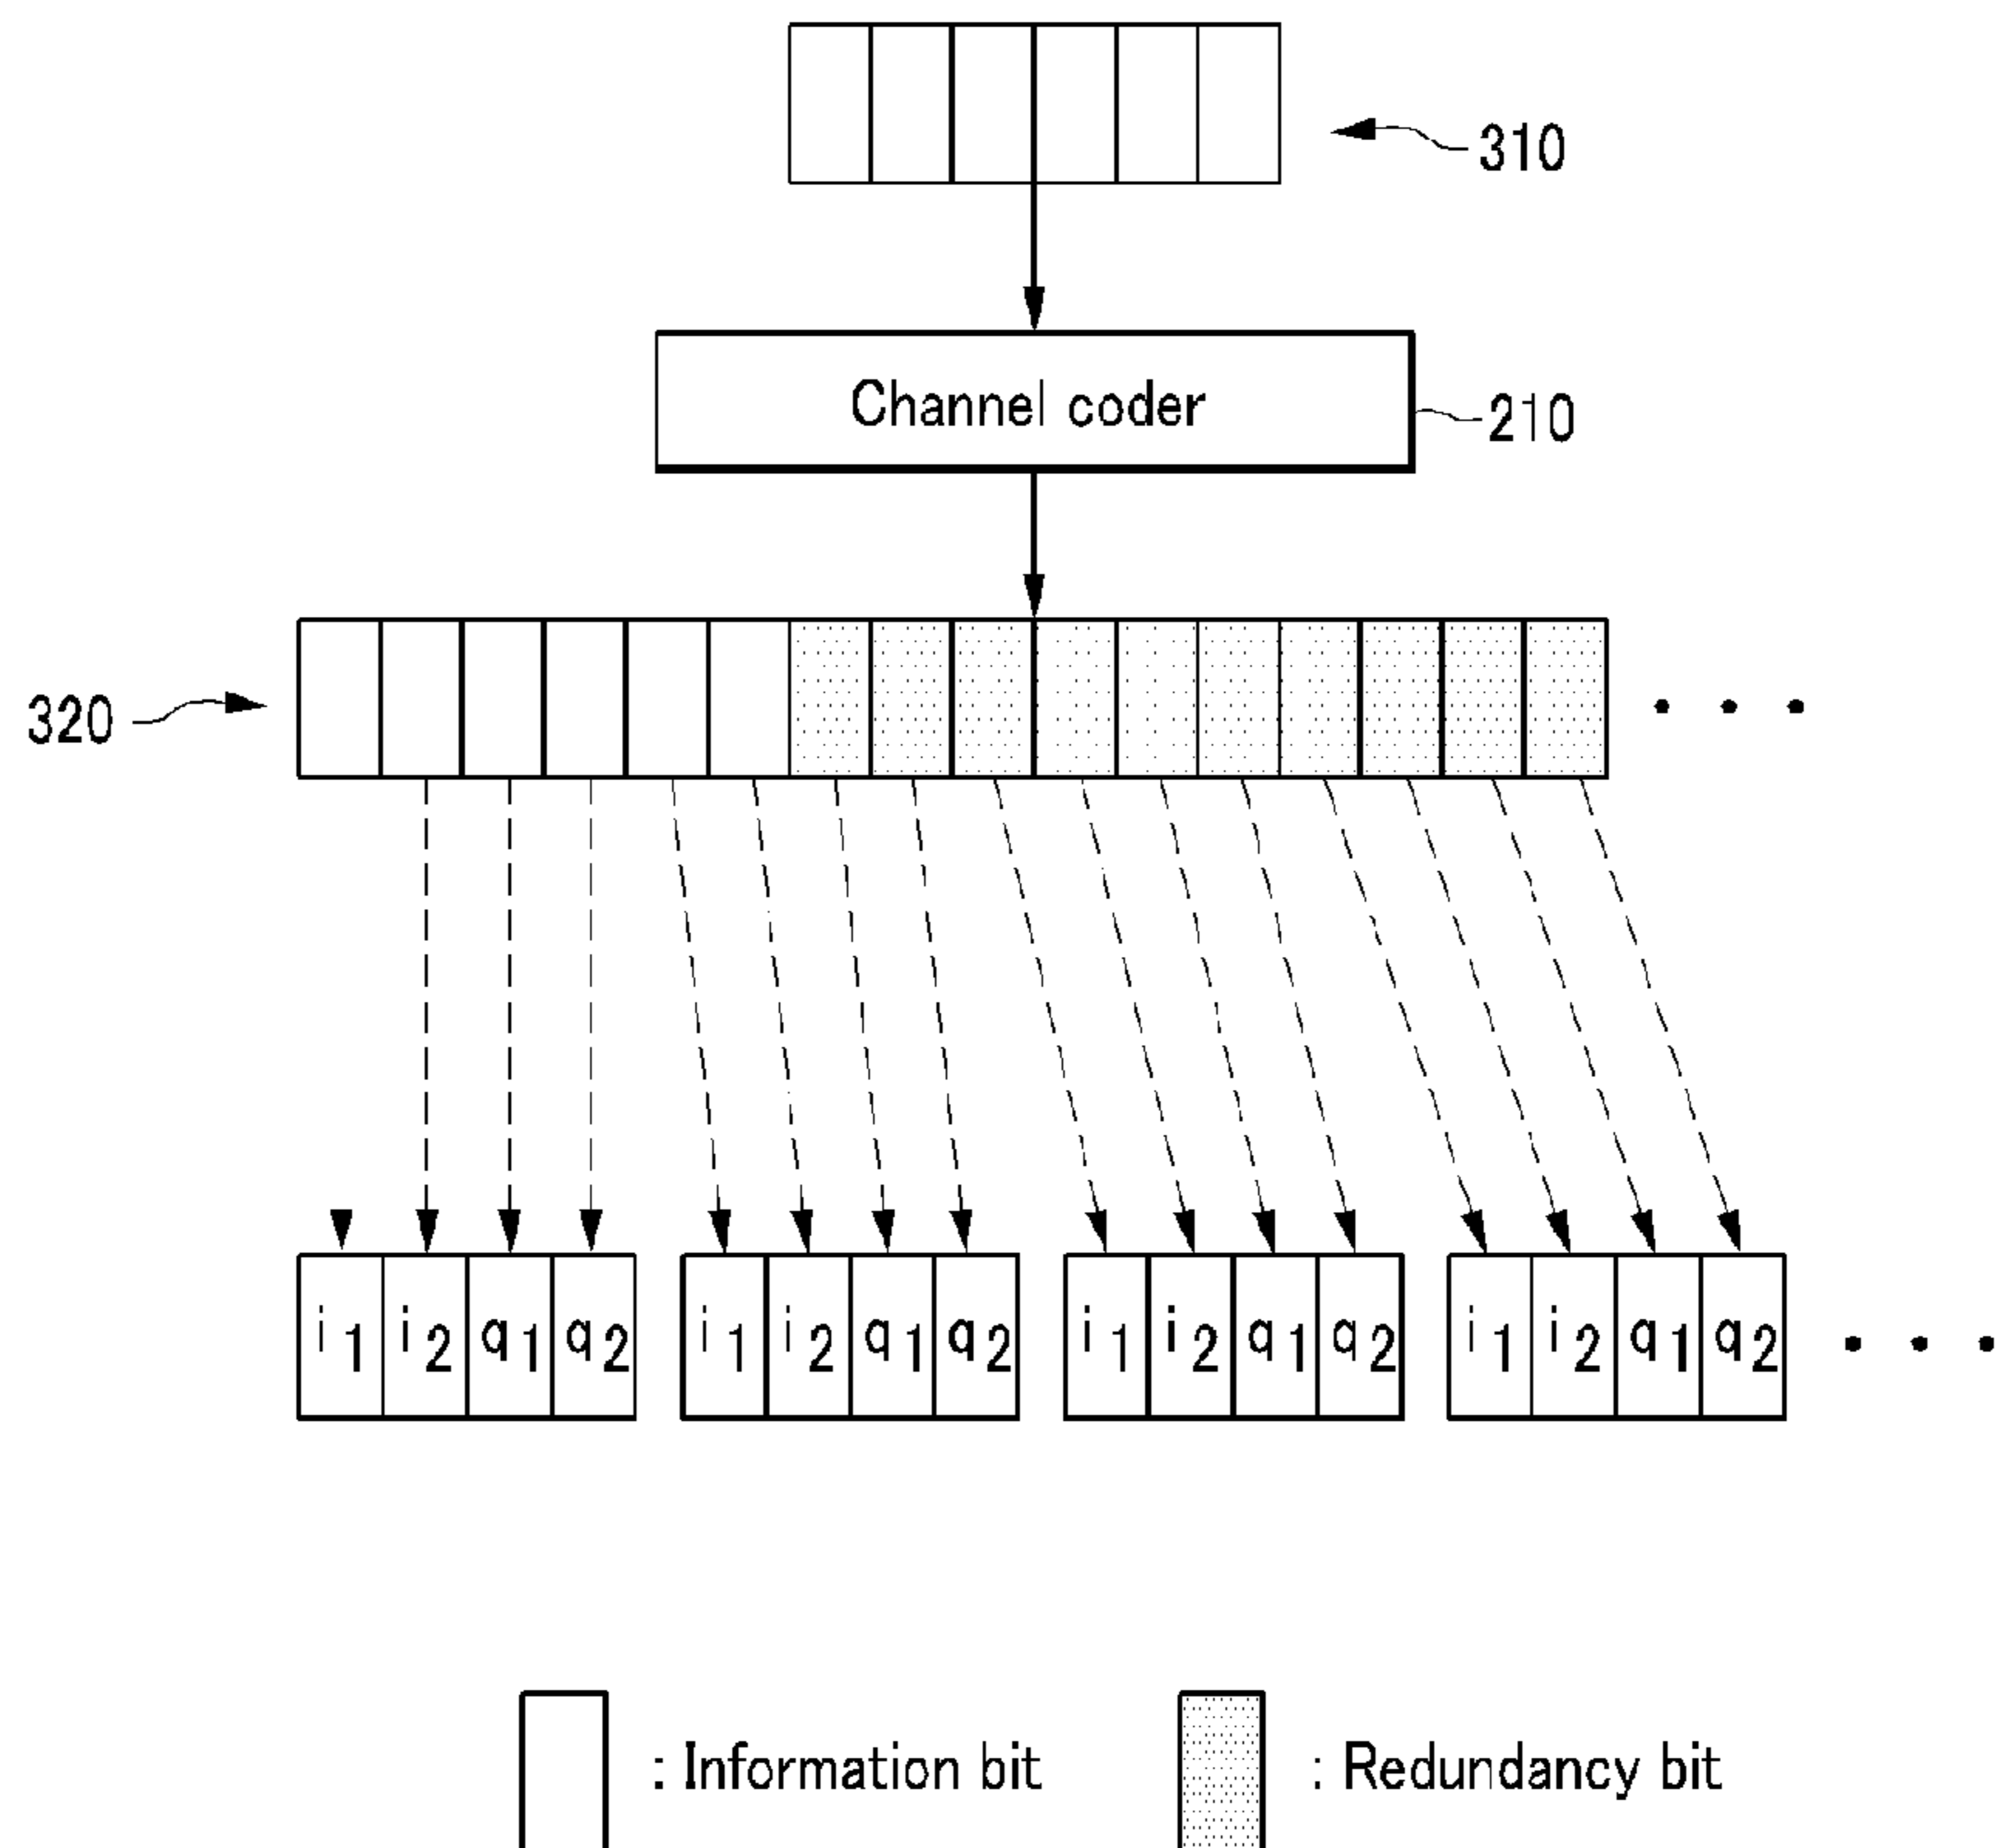 310
Channel coder
210
320
i1 i2 q1 q2 i1 i2 q1 q2 i1 i2 q1 q2 i1 i2 q1 q2
: Information bit : Redundancy bit